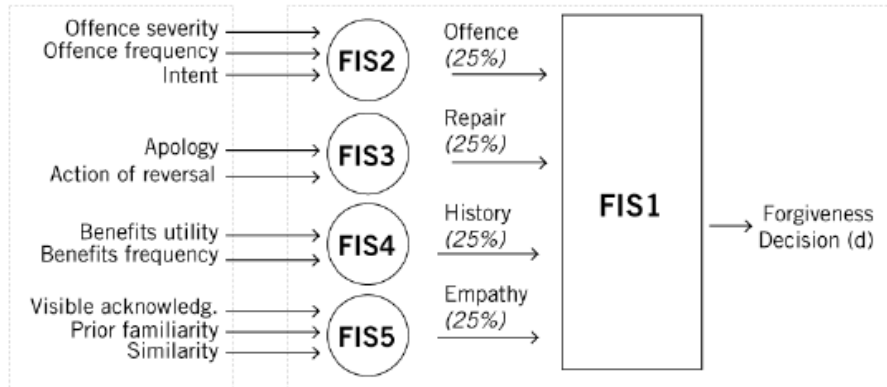 Offence severity
Offence frequency
Intent
FIS2
Offence
(25%)
Apology
Action of reversal
FIS3
Repair
(25%)
Benefits utility
Benefits frequency
FIS4
History
(25%)
Visible acknowledg.
Prior familiarity
Similarity
FIS5
Empathy
(25%)
FIS1
Forgiveness
Decision (d)